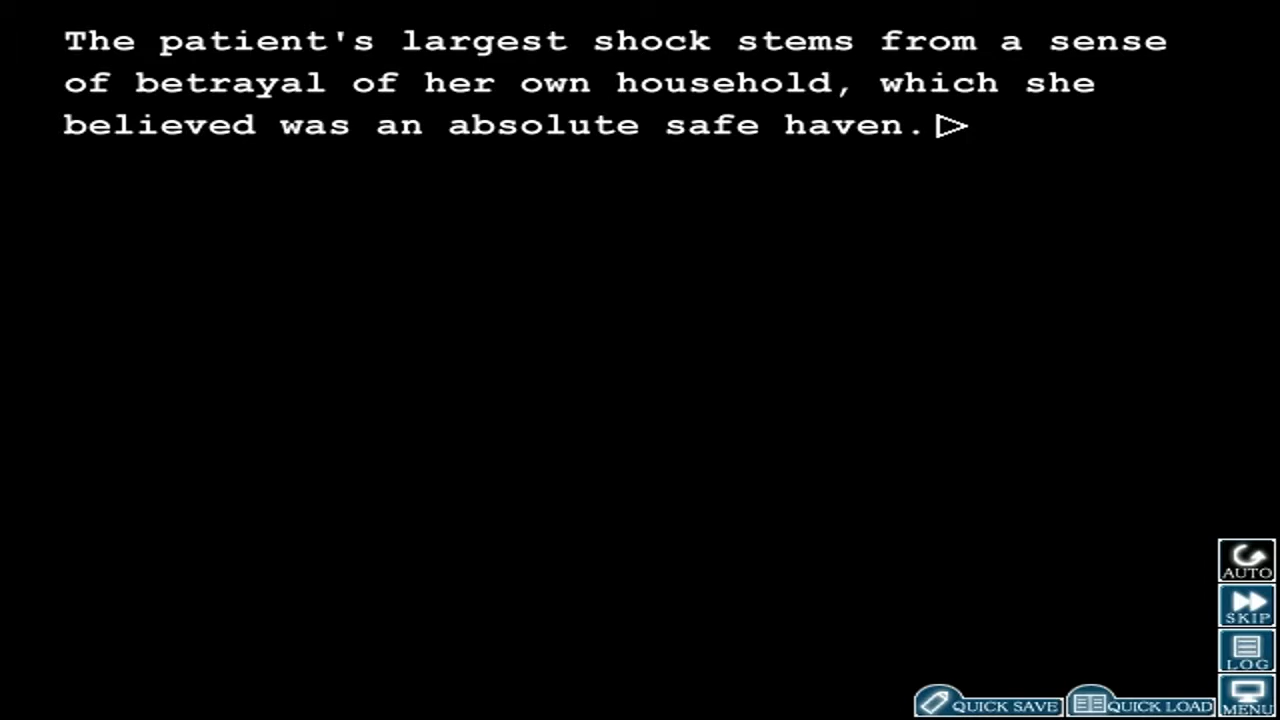 The patient's largest shock stems from a sense
of betrayal of her own household, which she
believed was an absolute safe haven.
AUTO
SKIP
LOG
QUICK SAVE
QUICK LOAD
MENU